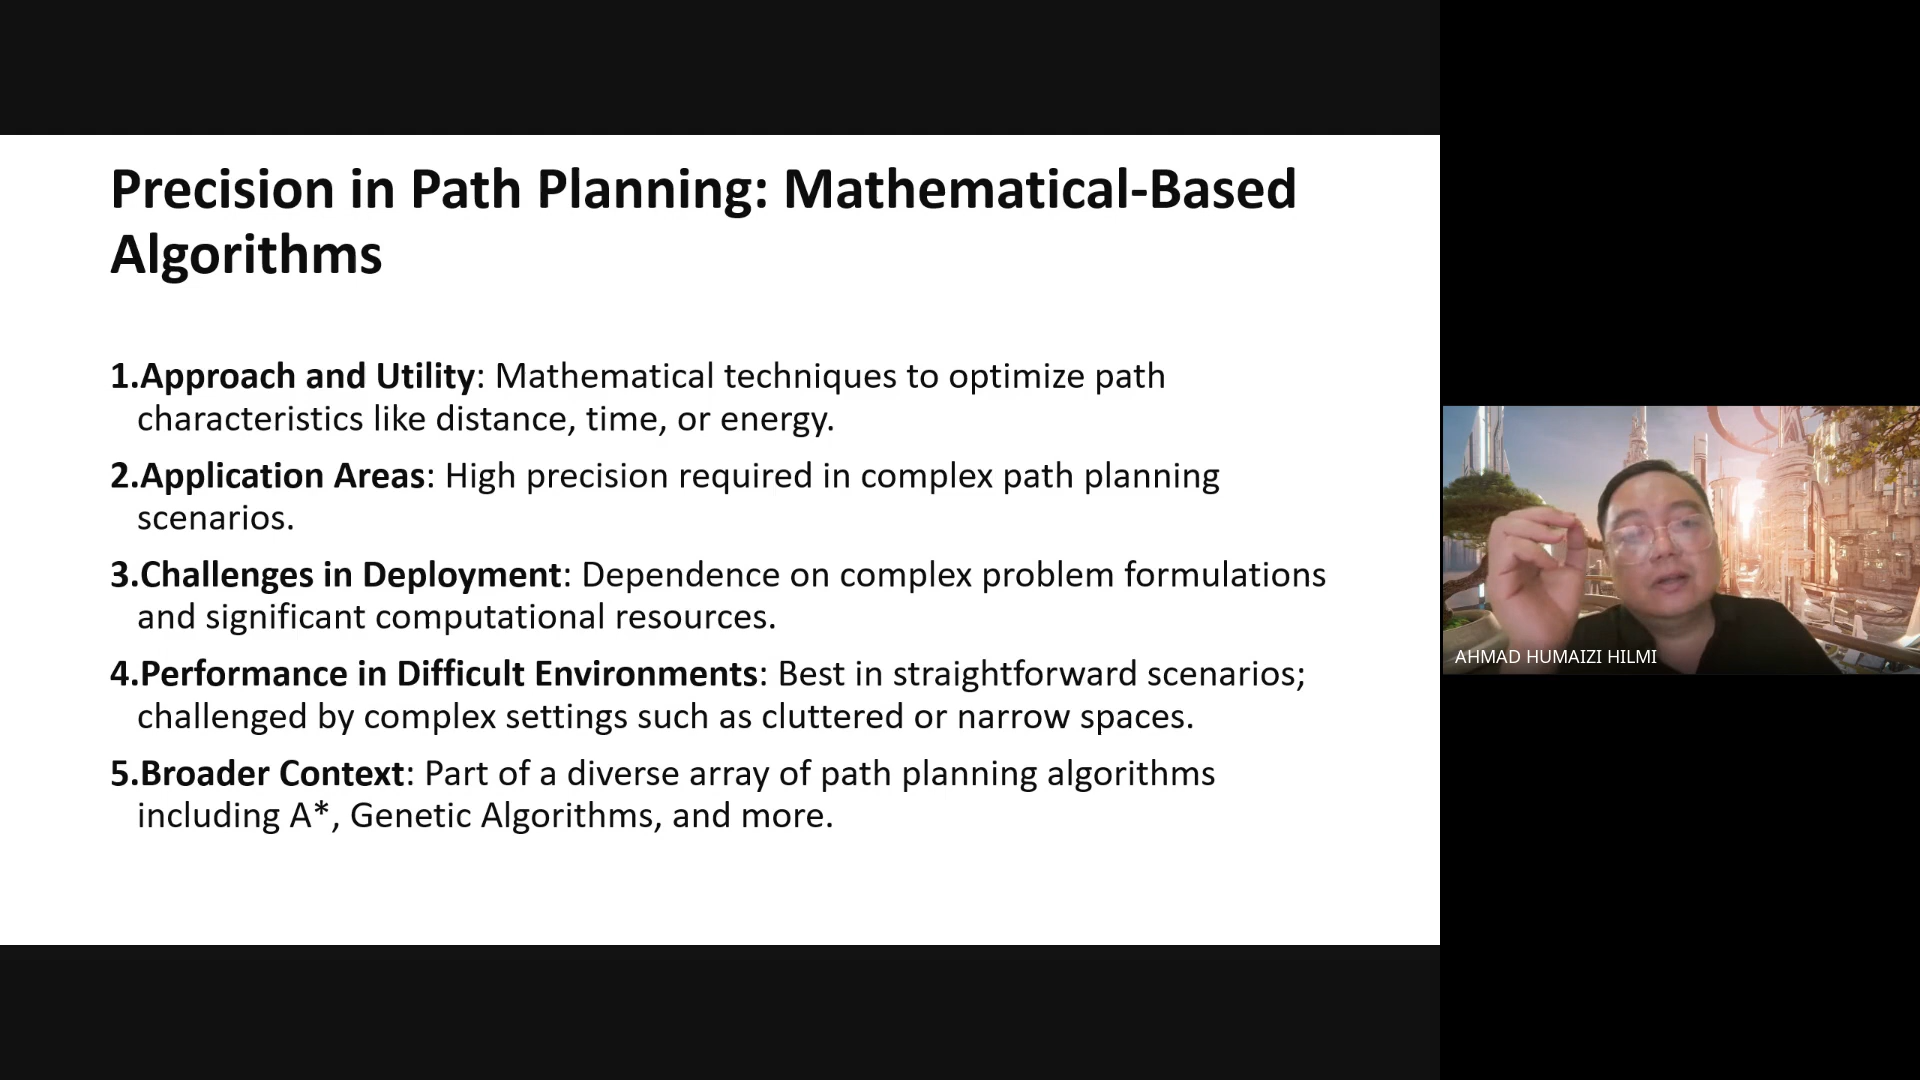 Precision in Path Planning: Mathematical-Based
Algorithms
1.Approach and Utility: Mathematical techniques to optimize path
characteristics like distance, time, or energy.
2.Application Areas: High precision required in complex path planning
scenarios.
3.Challenges in Deployment: Dependence on complex problem formulations
and significant computational resources.
4.Performance in Difficult Environments: Best in straightforward scenarios;
challenged by complex settings such as cluttered or narrow spaces.
5.Broader Context: Part of a diverse array of path planning algorithms
including A*, Genetic Algorithms, and more.
AHMAD HUMAIZI HILMI